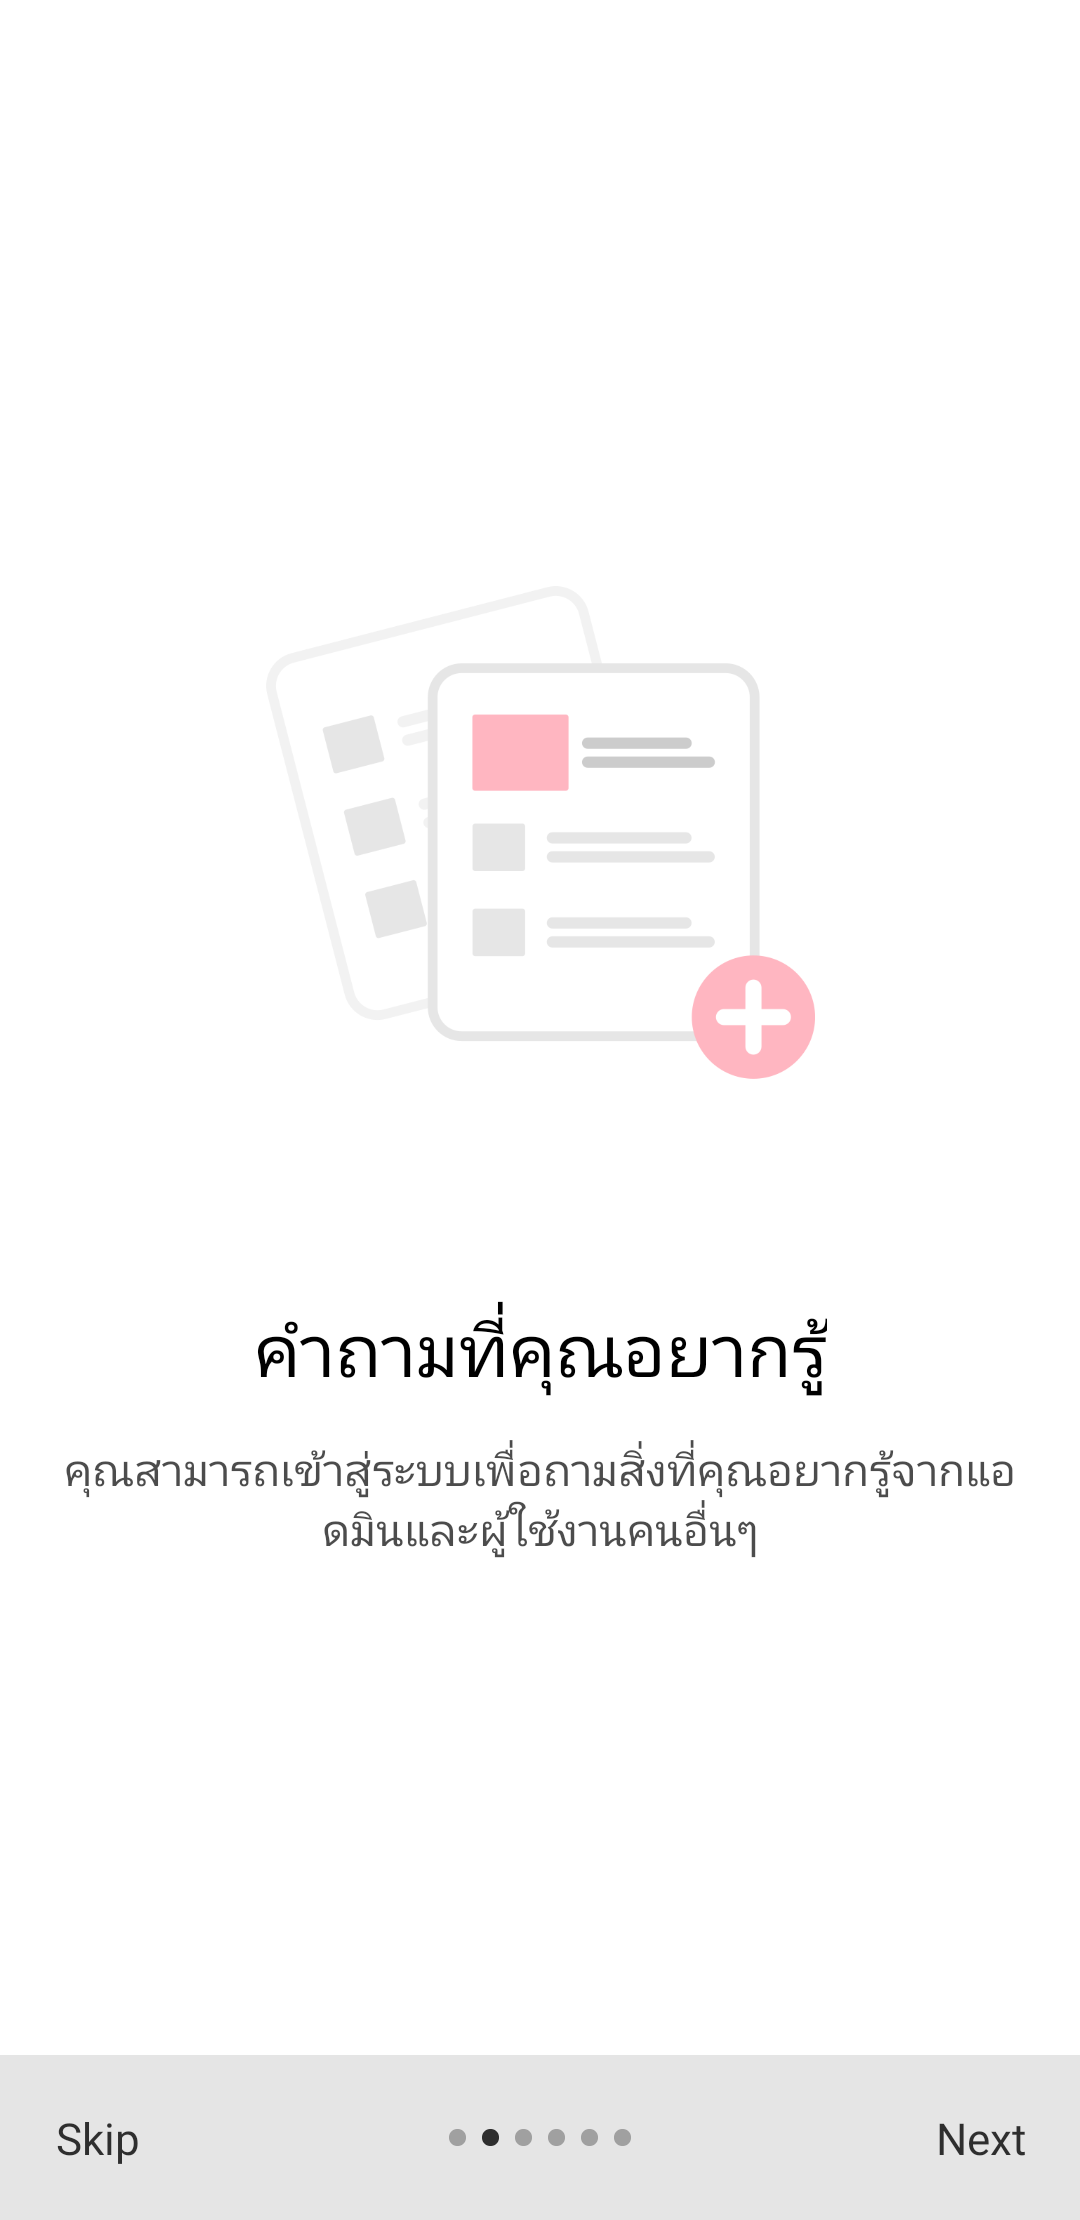 คำถามที่คุณอยากรู้
คุณสามารถเข้าสู่ระบบเพื่อถามสิ่งที่คุณอยากรู้จากแอ
ดมินและผู้ใช้งานคนอื่นๆ
Skip
Next